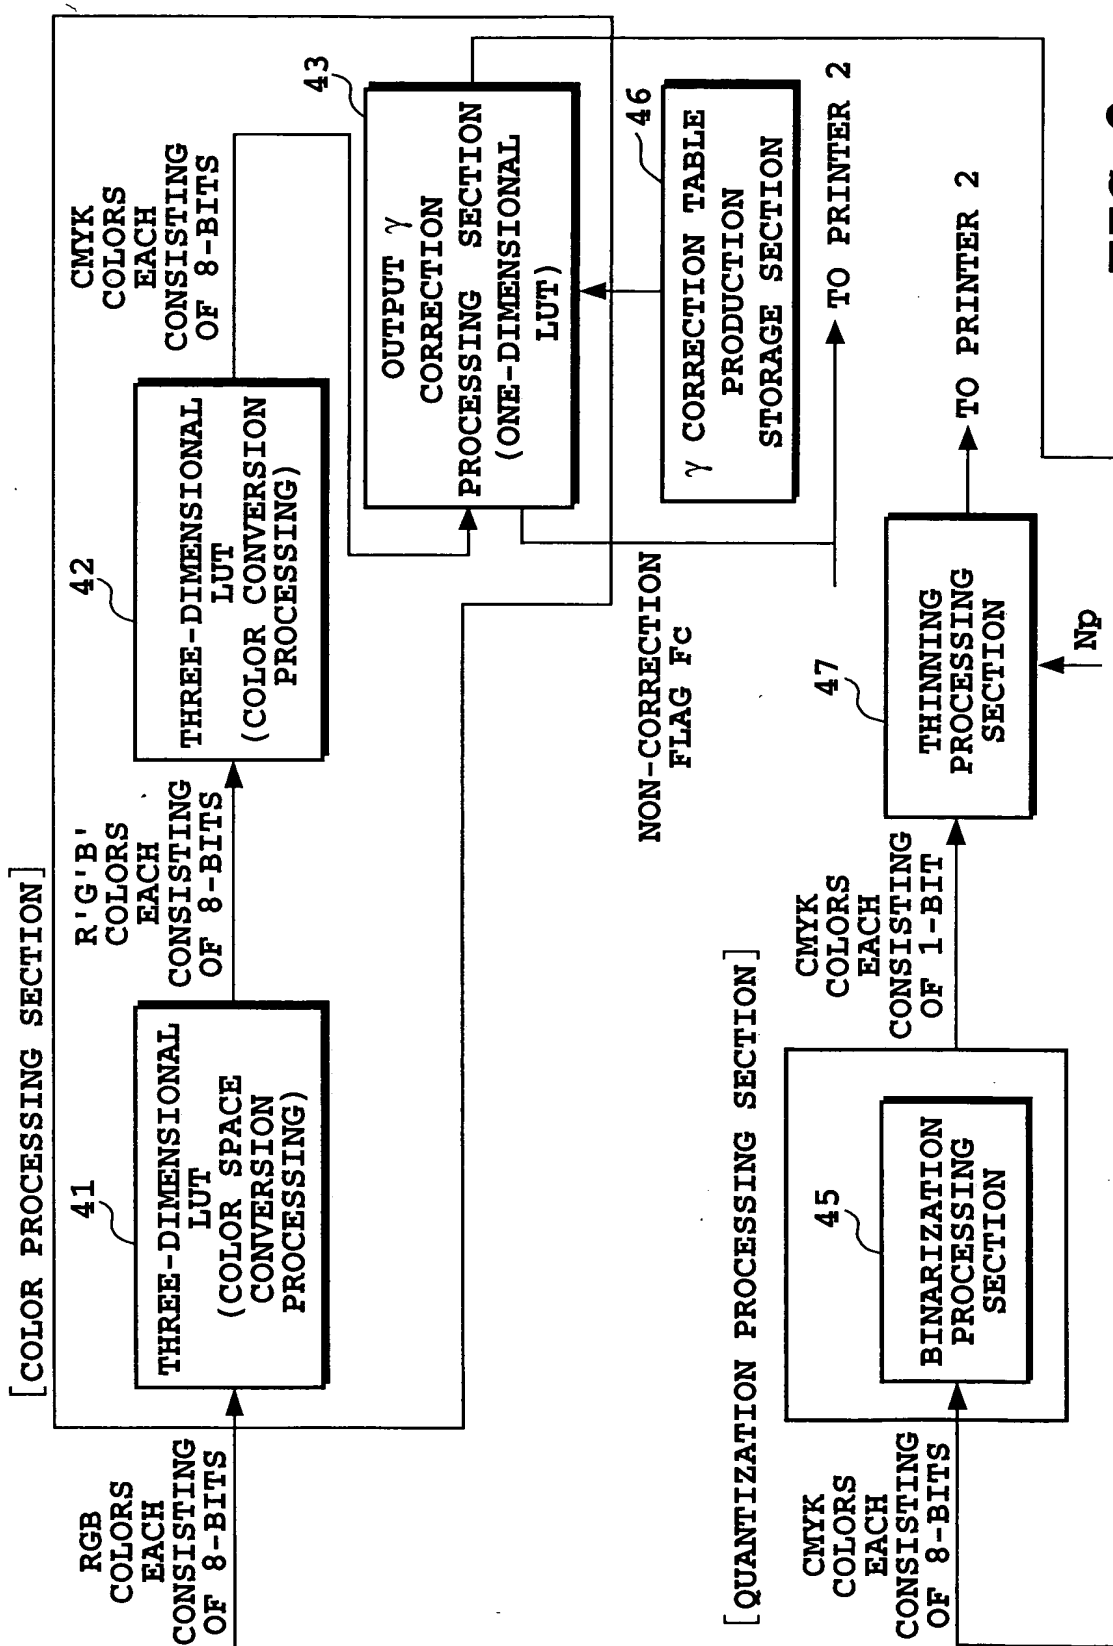 [COLOR PROCESSING SECTION]
RGB
COLORS
EACH
CONSISTING
OF 8-BITS
41
THREE-DIMENSIONAL
LUT
(COLOR SPACE
CONVERSION
PROCESSING)
R'G'B'
COLORS
EACH
CONSISTING
OF 8-BITS
42
THREE-DIMENSIONAL
LUT
(COLOR CONVERSION
PROCESSING)
CMYK
COLORS
EACH
CONSISTING
OF 8-BITS
43
OUTPUT γ
CORRECTION
PROCESSING SECTION
(ONE-DIMENSIONAL
LUT)
46
γ CORRECTION TABLE
PRODUCTION
STORAGE SECTION
NON-CORRECTION
FLAG Fc
TO PRINTER 2
[QUANTIZATION PROCESSING SECTION]
CMYK
COLORS
EACH
CONSISTING
OF 8-BITS
45
BINARIZATION
PROCESSING
SECTION
CMYK
COLORS
EACH
CONSISTING
OF 1-BIT
47
THINNING
PROCESSING
SECTION
Np
TO PRINTER 2